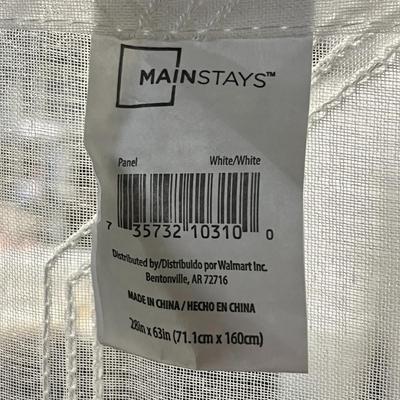 MAINSTAYS™
Panel White/White
7 35732 10310 0
Distributed by/Distribuido por Walmart Inc.
Bentonville, AR 72716
MADE IN CHINA / HECHO EN CHINA
28in x 63in (71.1cm x 160cm)